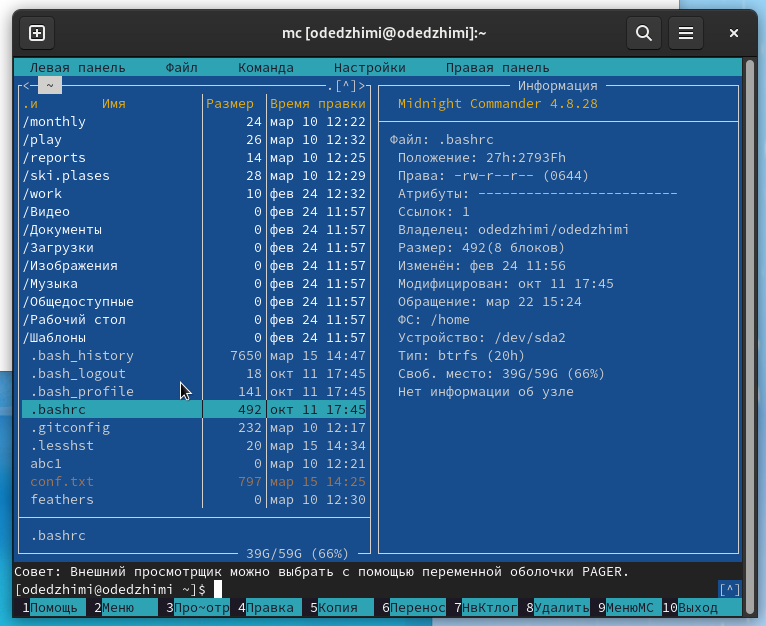 mc [odedzhimi@odedzhimi]:~
Левая панель Файл Команда Настройки Правая панель
<─ ~ ─.[^]>
.и Имя Размер Время правки
/monthly 24 мар 10 12:22
/play 26 мар 10 12:32
/reports 14 мар 10 12:25
/ski.plases 28 мар 10 12:29
/work 10 фев 24 12:32
/Видео 0 фев 24 11:57
/Документы 0 фев 24 11:57
/Загрузки 0 фев 24 11:57
/Изображения 0 фев 24 11:57
/Музыка 0 фев 24 11:57
/Общедоступные 0 фев 24 11:57
/Рабочий стол 0 фев 24 11:57
/Шаблоны 0 фев 24 11:57
.bash_history 7650 мар 15 14:47
.bash_logout 18 окт 11 17:45
.bash_profile 141 окт 11 17:45
.bashrc 492 окт 11 17:45
.gitconfig 232 мар 10 12:17
.lesshst 20 мар 15 14:34
abc1 0 мар 10 12:21
conf.txt 797 мар 15 14:25
feathers 0 мар 10 12:30
.bashrc
39G/59G (66%)
Информация
Midnight Commander 4.8.28
Файл: .bashrc
Положение: 27h:2793Fh
Права: -rw-r--r-- (0644)
Атрибуты: -------------------------
Ссылок: 1
Владелец: odedzhimi/odedzhimi
Размер: 492(8 блоков)
Изменён: фев 24 11:56
Модифицирован: окт 11 17:45
Обращение: мар 22 15:24
ФС: /home
Устройство: /dev/sda2
Тип: btrfs (20h)
Своб. место: 39G/59G (66%)
Нет информации об узле
Совет: Внешний просмотрщик можно выбрать с помощью переменной оболочки PAGER.
[odedzhimi@odedzhimi ~]$ [^]
1Помощь 2Меню 3Про~отр 4Правка 5Копия 6Перенос 7НвКтлог 8Удалить 9МенюМС 10Выход